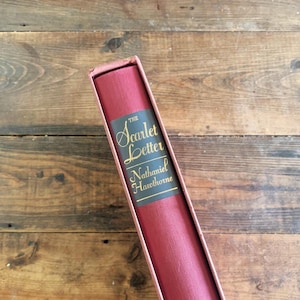 THE
Scarlet
Letter
Nathaniel
Hawthorne